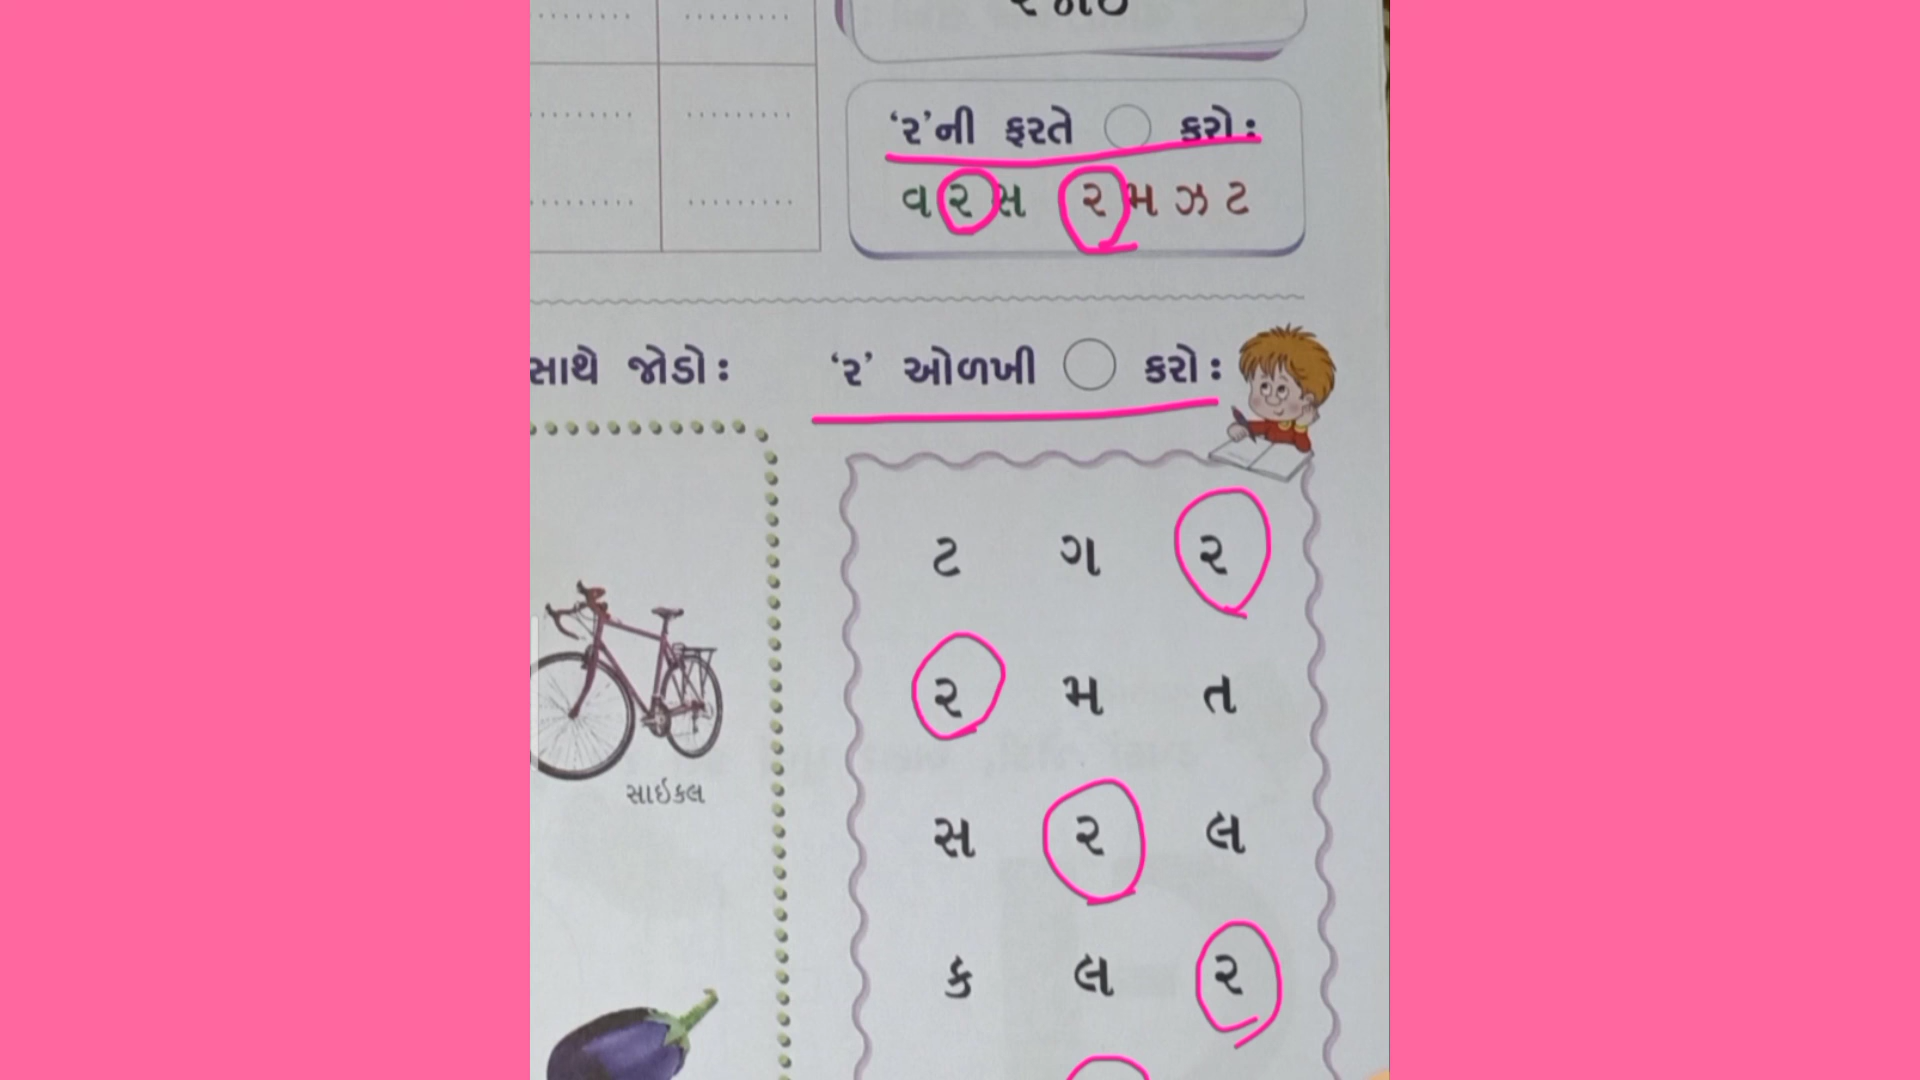 ‘ર’ની ફરતે ◯ કરો :
વ ર સ ર મ ઝ ટ
સાથે જોડો :
‘ર’ ઓળખી ◯ કરો :
ટ ગ ર
ર મ ત
સ ર લ
ક લ ર
સાઇકલ